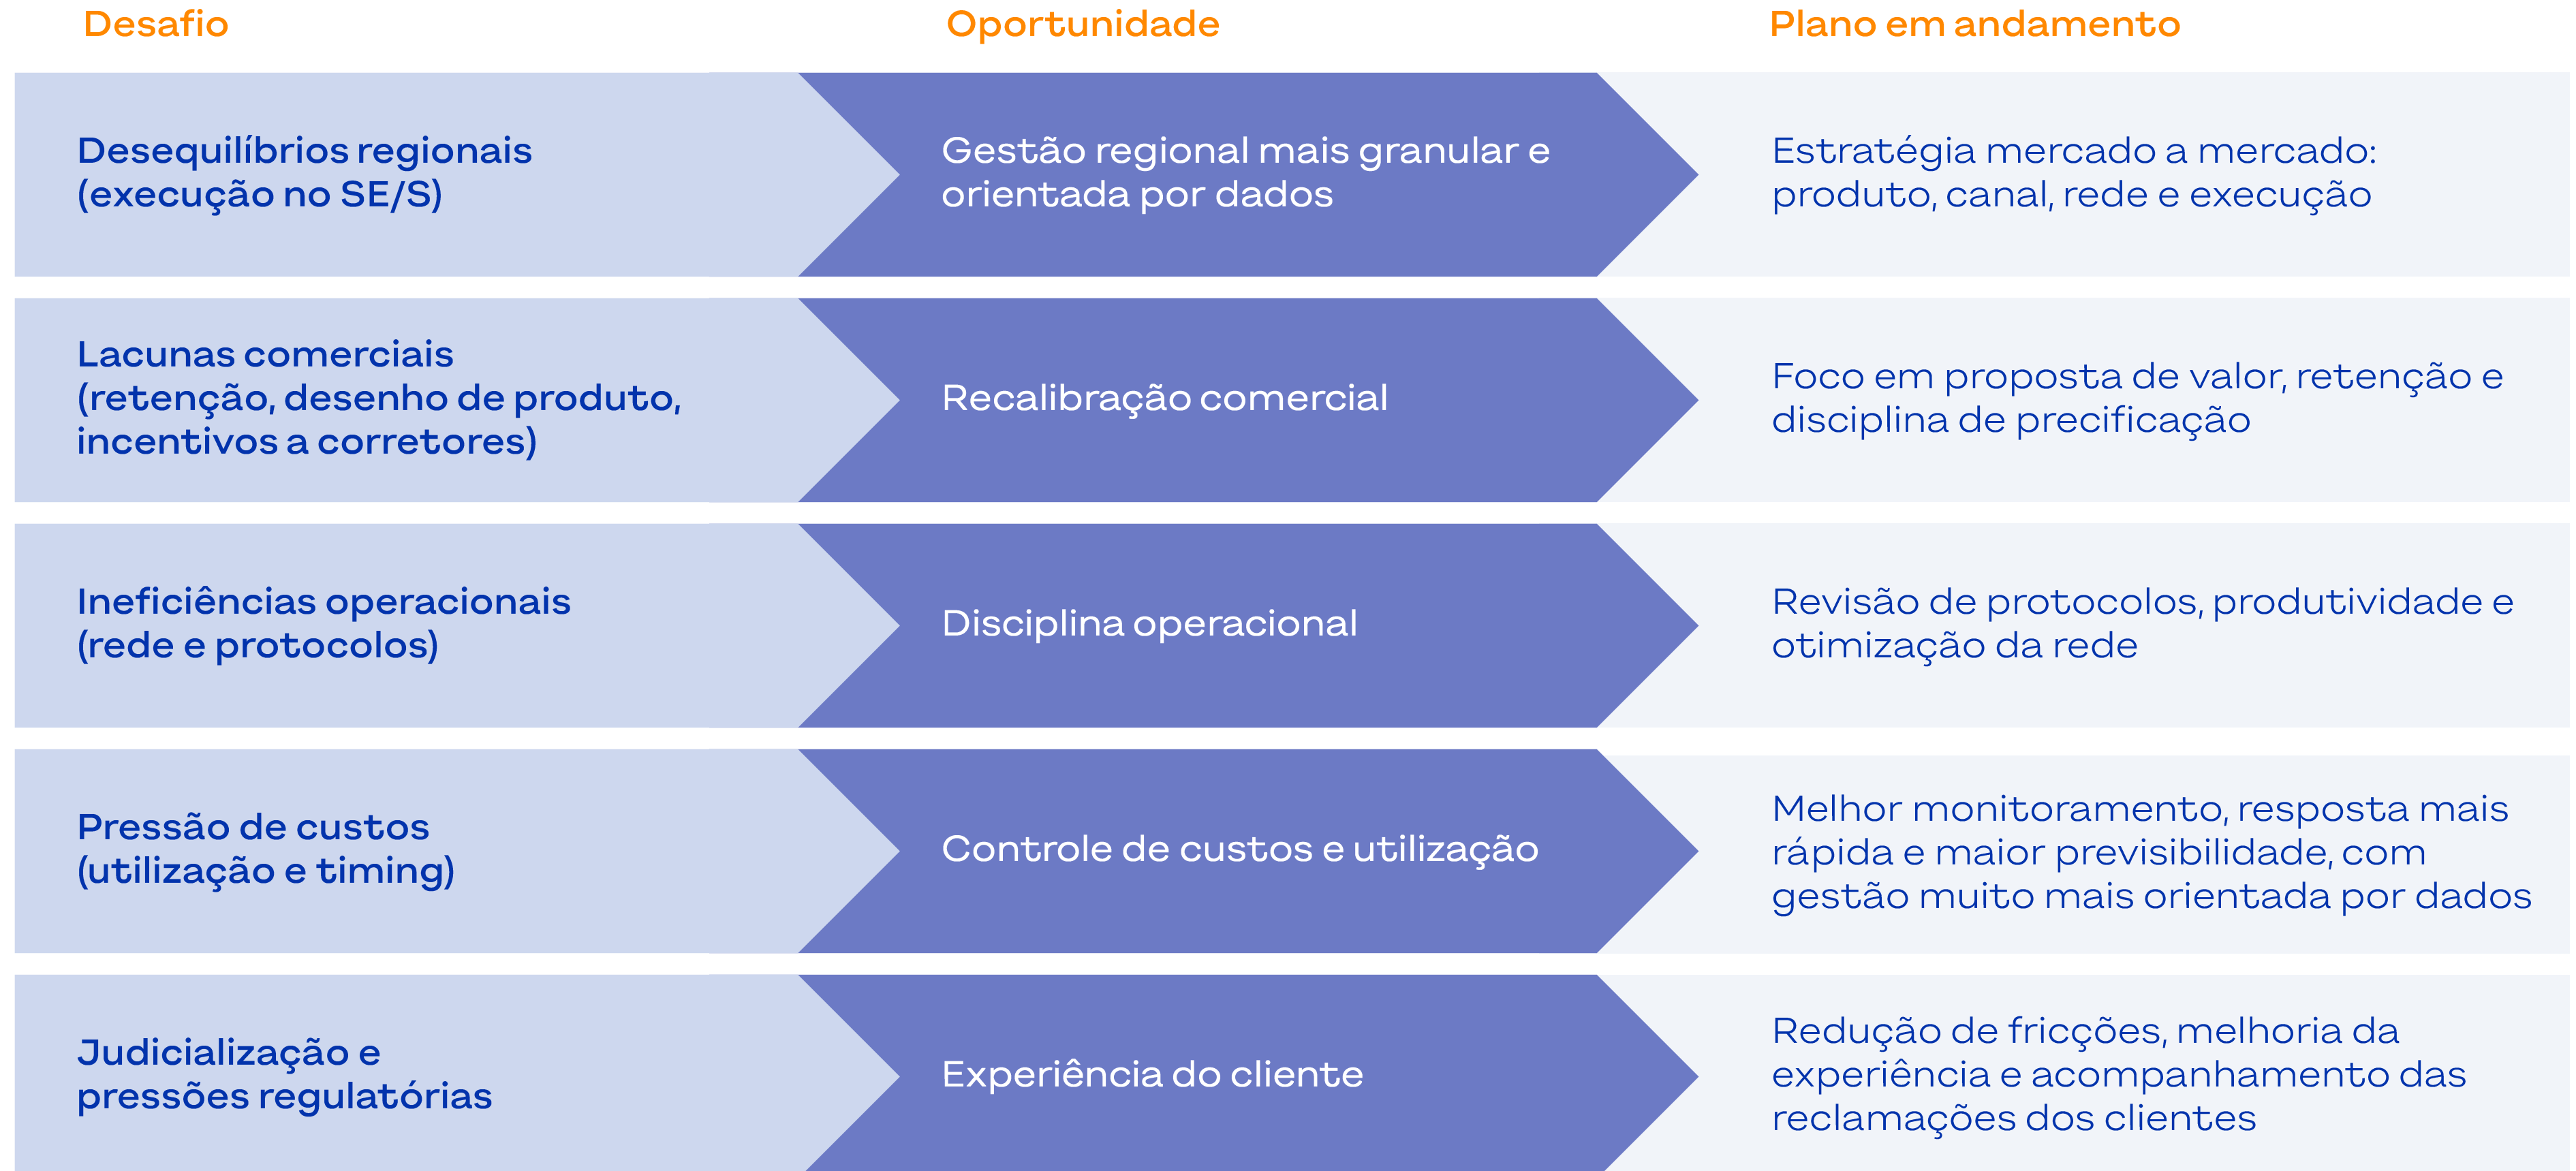 Desafio
Oportunidade
Plano em andamento
Desequilíbrios regionais
(execução no SE/S)
Gestão regional mais granular e
orientada por dados
Estratégia mercado a mercado:
produto, canal, rede e execução
Lacunas comerciais
(retenção, desenho de produto,
incentivos a corretores)
Recalibração comercial
Foco em proposta de valor, retenção e
disciplina de precificação
Ineficiências operacionais
(rede e protocolos)
Disciplina operacional
Revisão de protocolos, produtividade e
otimização da rede
Pressão de custos
(utilização e timing)
Controle de custos e utilização
Melhor monitoramento, resposta mais
rápida e maior previsibilidade, com
gestão muito mais orientada por dados
Judicialização e
pressões regulatórias
Experiência do cliente
Redução de fricções, melhoria da
experiência e acompanhamento das
reclamações dos clientes